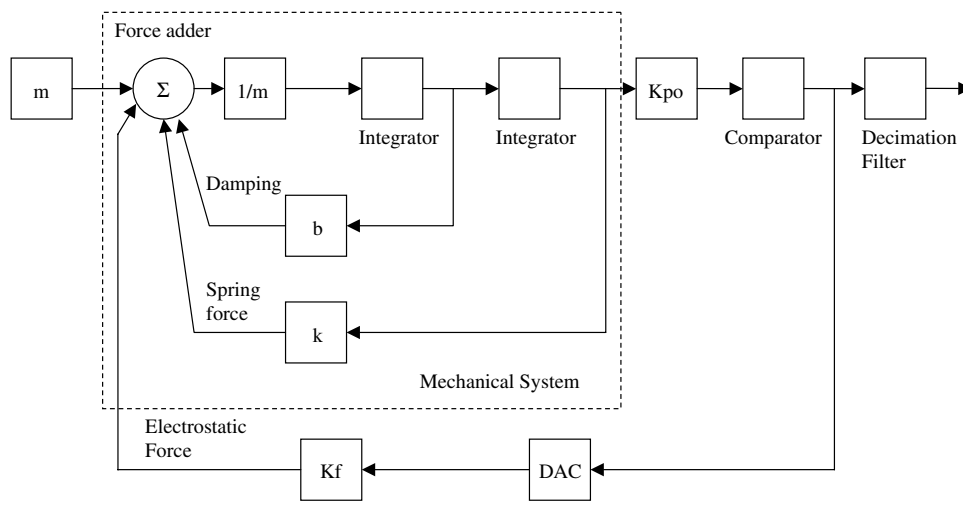 Force adder
m
Σ
1/m
Kpo
Integrator
Integrator
Comparator
Decimation
Filter
Damping
b
Spring
force
k
Mechanical System
Electrostatic
Force
Kf
DAC